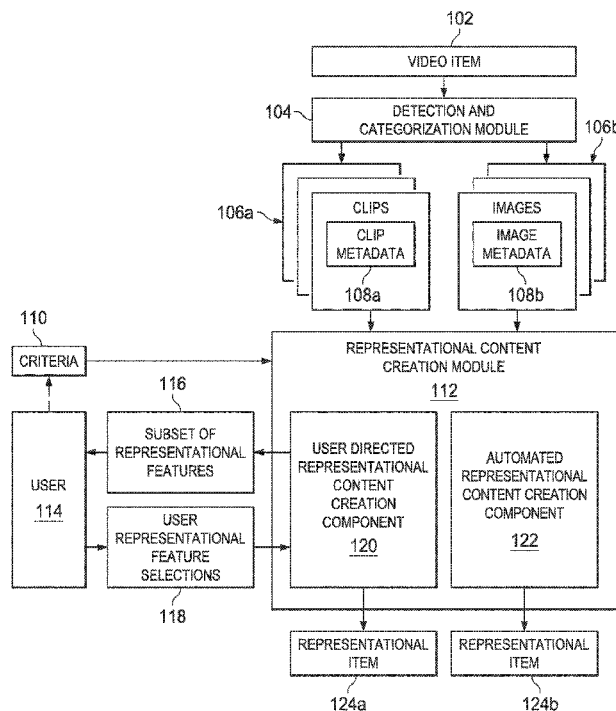 102
VIDEO ITEM
104
DETECTION AND
CATEGORIZATION MODULE
106b
106a
CLIPS
CLIP
METADATA
108a
IMAGES
IMAGE
METADATA
108b
110
CRITERIA
REPRESENTATIONAL CONTENT
CREATION MODULE
112
116
SUBSET OF
REPRESENTATIONAL
FEATURES
USER
114
USER
REPRESENTATIONAL
FEATURE
SELECTIONS
118
USER DIRECTED
REPRESENTATIONAL
CONTENT
CREATION
COMPONENT
120
AUTOMATED
REPRESENTATIONAL
CONTENT CREATION
COMPONENT
122
REPRESENTATIONAL
ITEM
124a
REPRESENTATIONAL
ITEM
124b